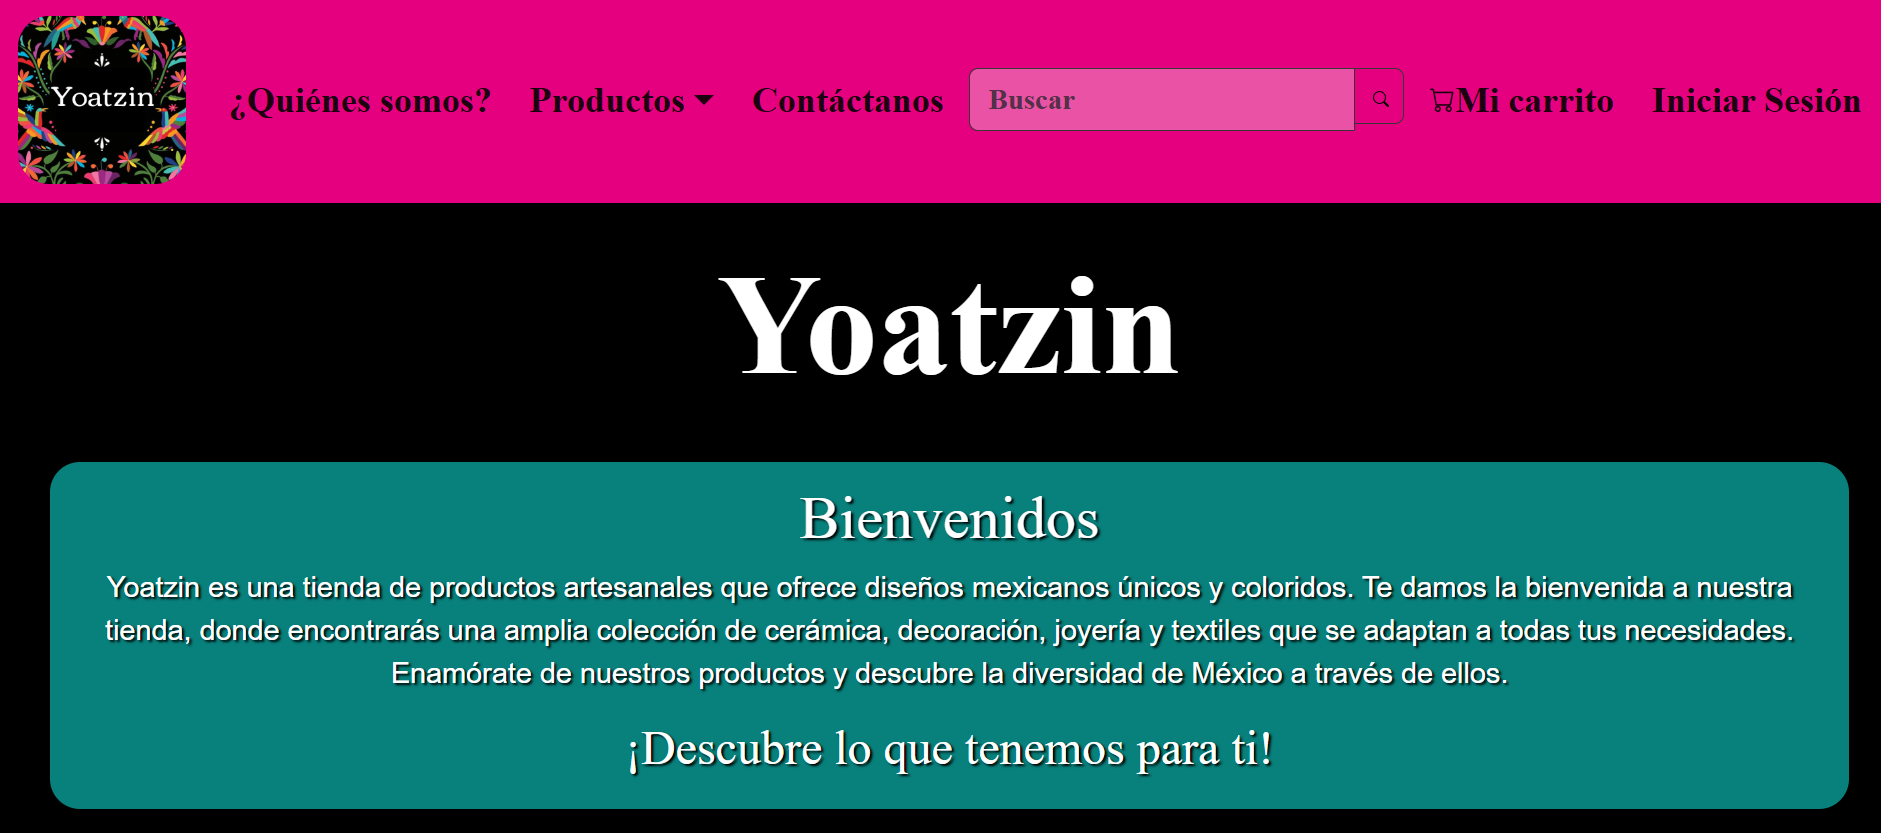 Yoatzin
¿Quiénes somos?
Productos
Contáctanos
Buscar
Mi carrito
Iniciar Sesión
Yoatzin
Bienvenidos
Yoatzin es una tienda de productos artesanales que ofrece diseños mexicanos únicos y coloridos. Te damos la bienvenida a nuestra
tienda, donde encontrarás una amplia colección de cerámica, decoración, joyería y textiles que se adaptan a todas tus necesidades.
Enamórate de nuestros productos y descubre la diversidad de México a través de ellos.
¡Descubre lo que tenemos para ti!